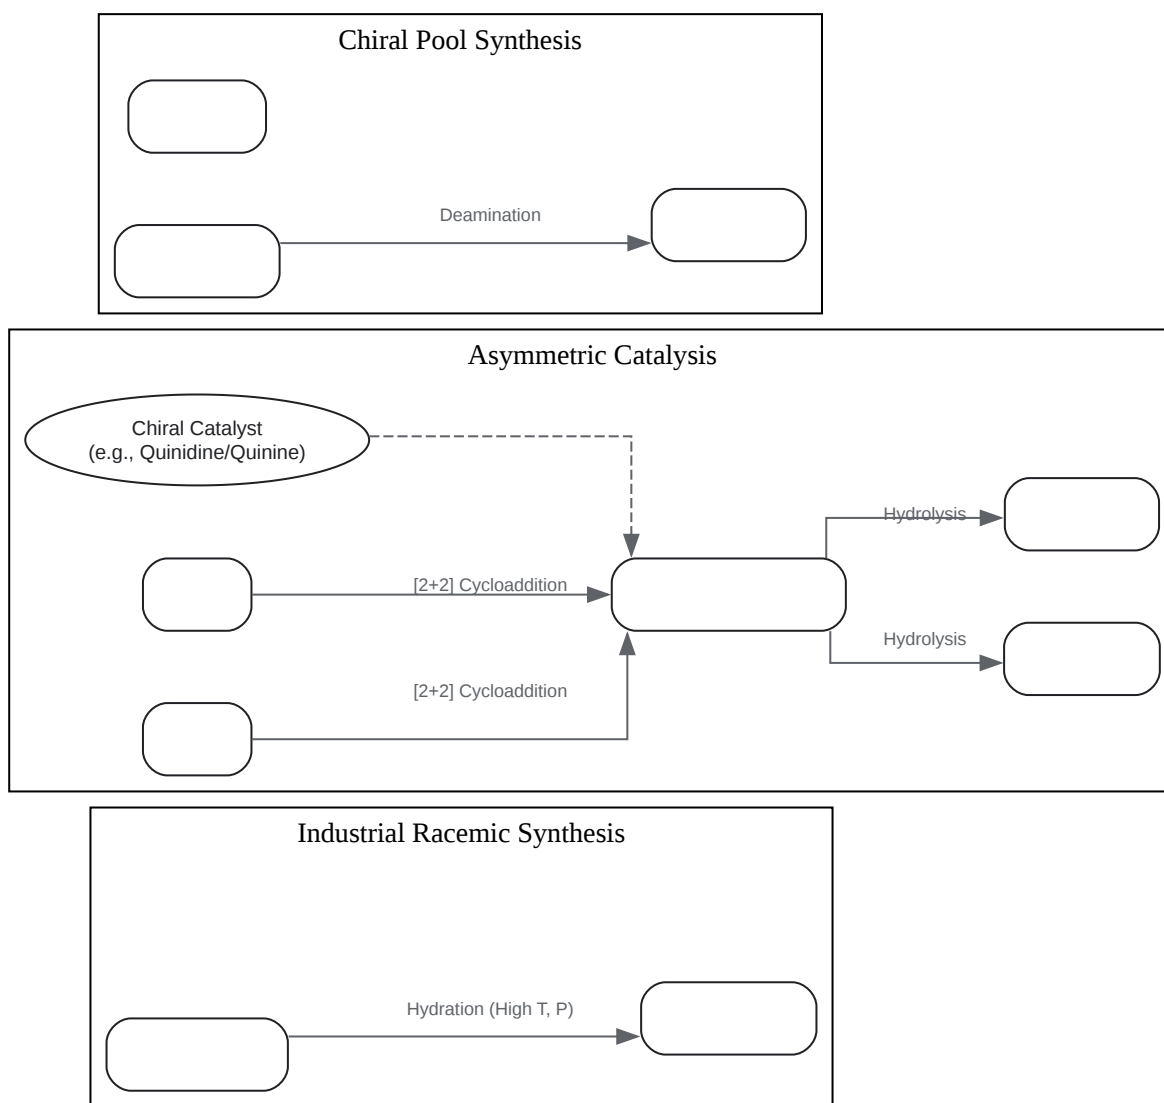 Chiral Pool Synthesis
Deamination
Asymmetric Catalysis
Chiral Catalyst
(e.g., Quinidine/Quinine)
Hydrolysis
[2+2] Cycloaddition
Hydrolysis
[2+2] Cycloaddition
Industrial Racemic Synthesis
Hydration (High T, P)